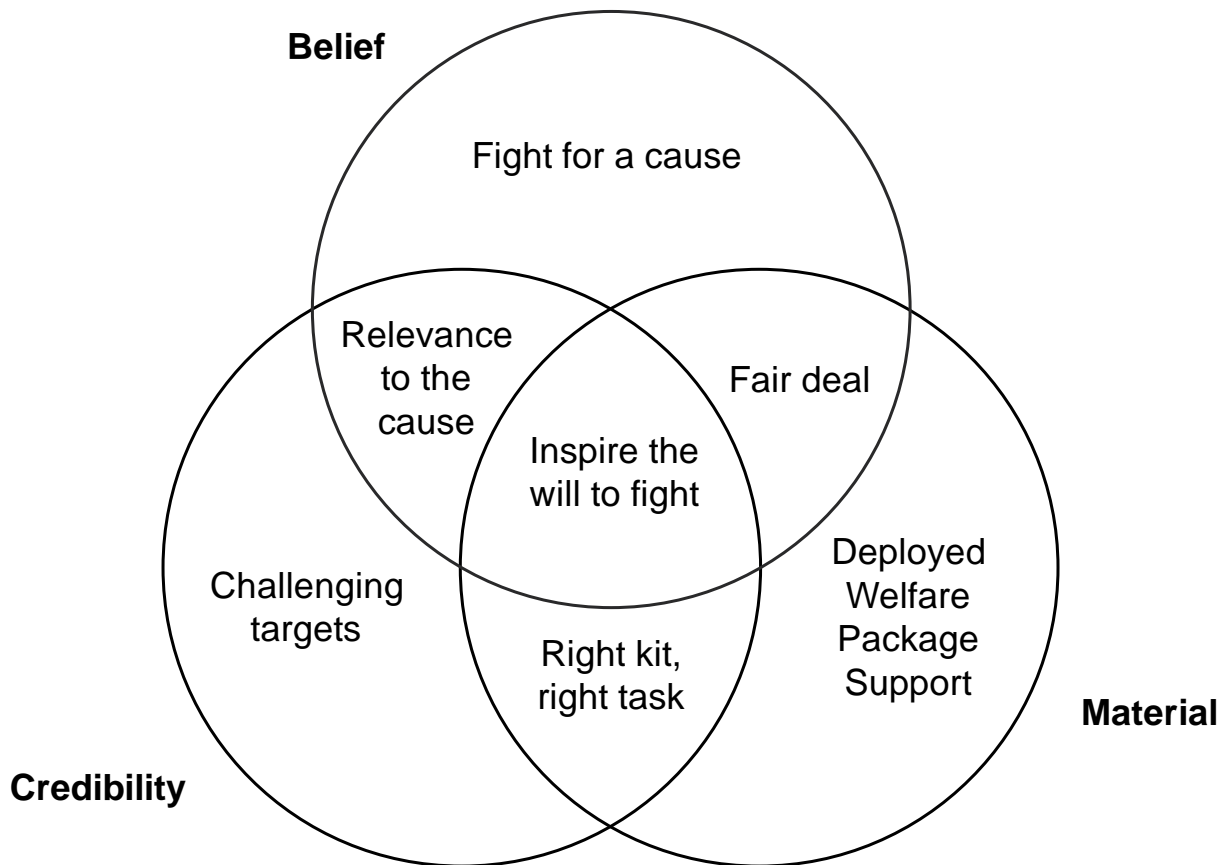 Belief
Fight for a cause
Relevance
to the
cause
Fair deal
Inspire the
will to fight
Challenging
targets
Deployed
Welfare
Package
Support
Right kit,
right task
Material
Credibility